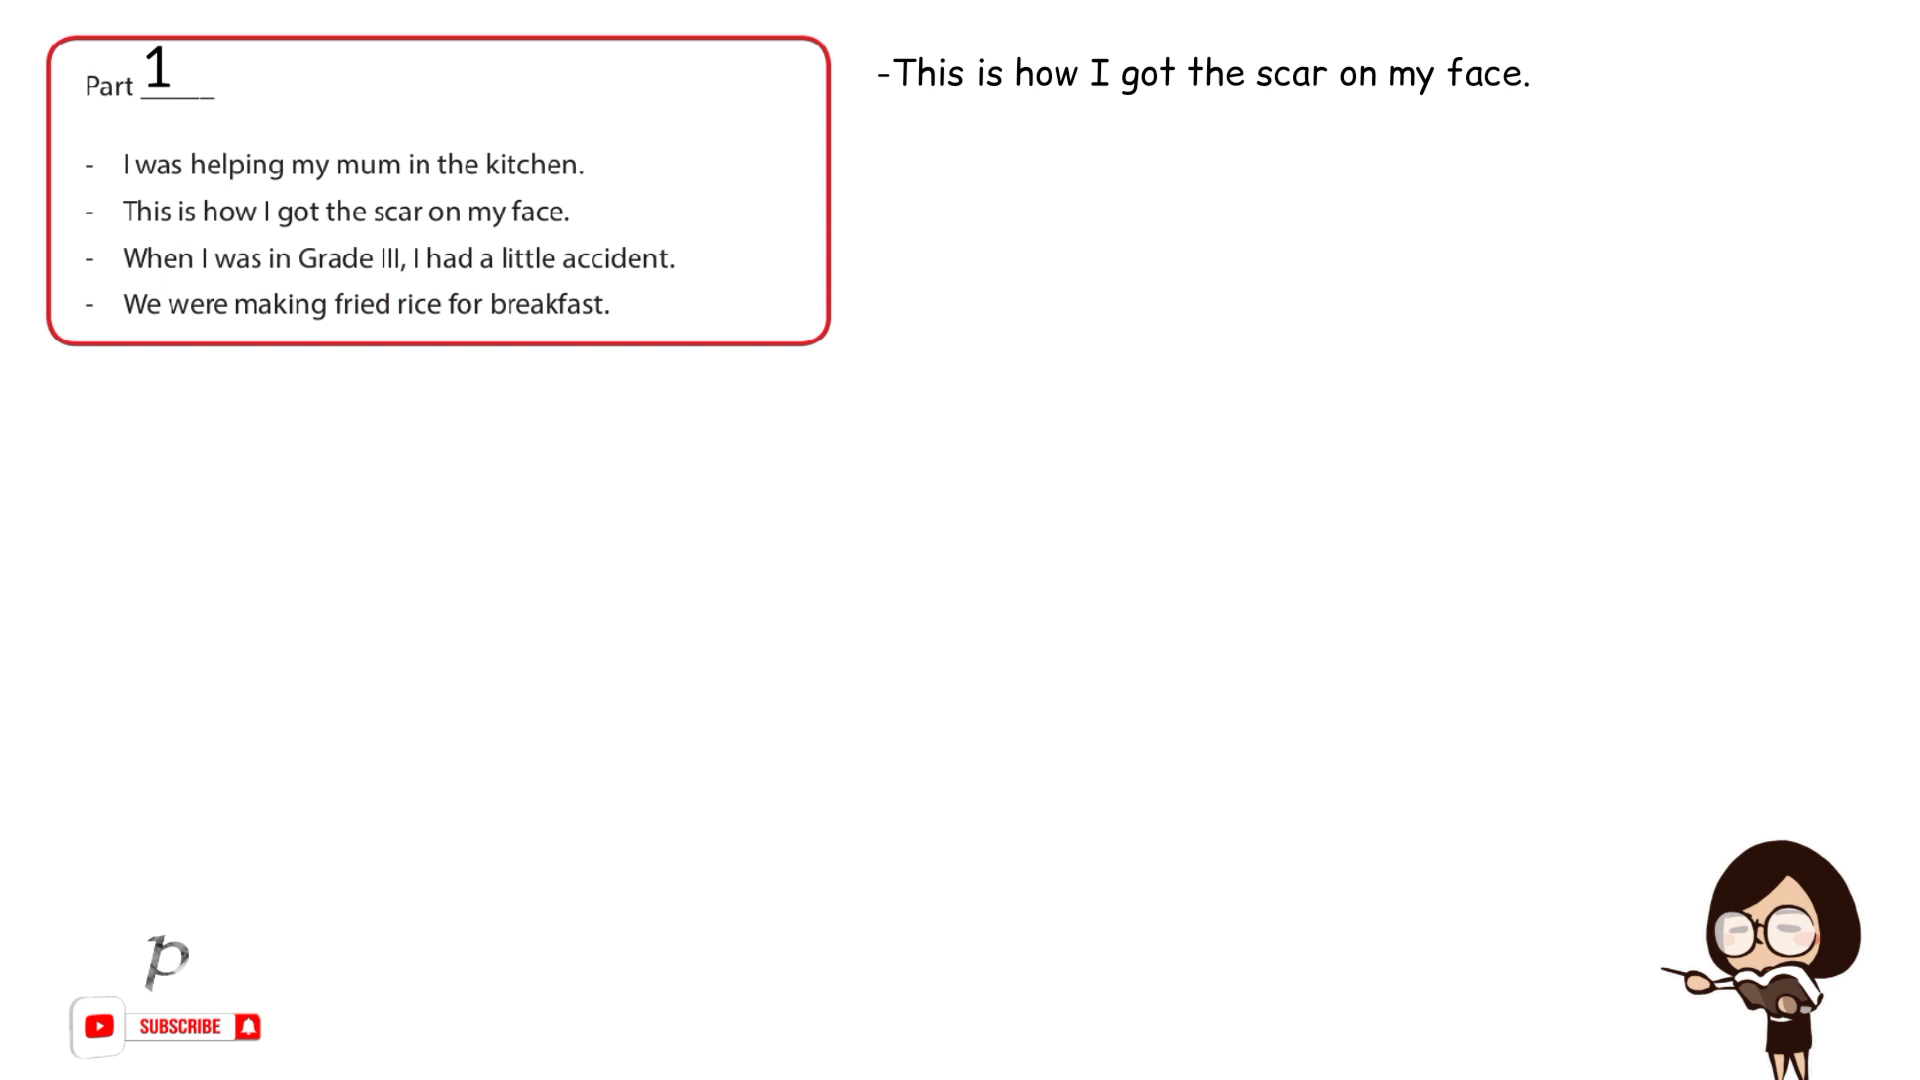 Part 1
- I was helping my mum in the kitchen.
- This is how I got the scar on my face.
- When I was in Grade III, I had a little accident.
- We were making fried rice for breakfast.
-This is how I got the scar on my face.
p
SUBSCRIBE